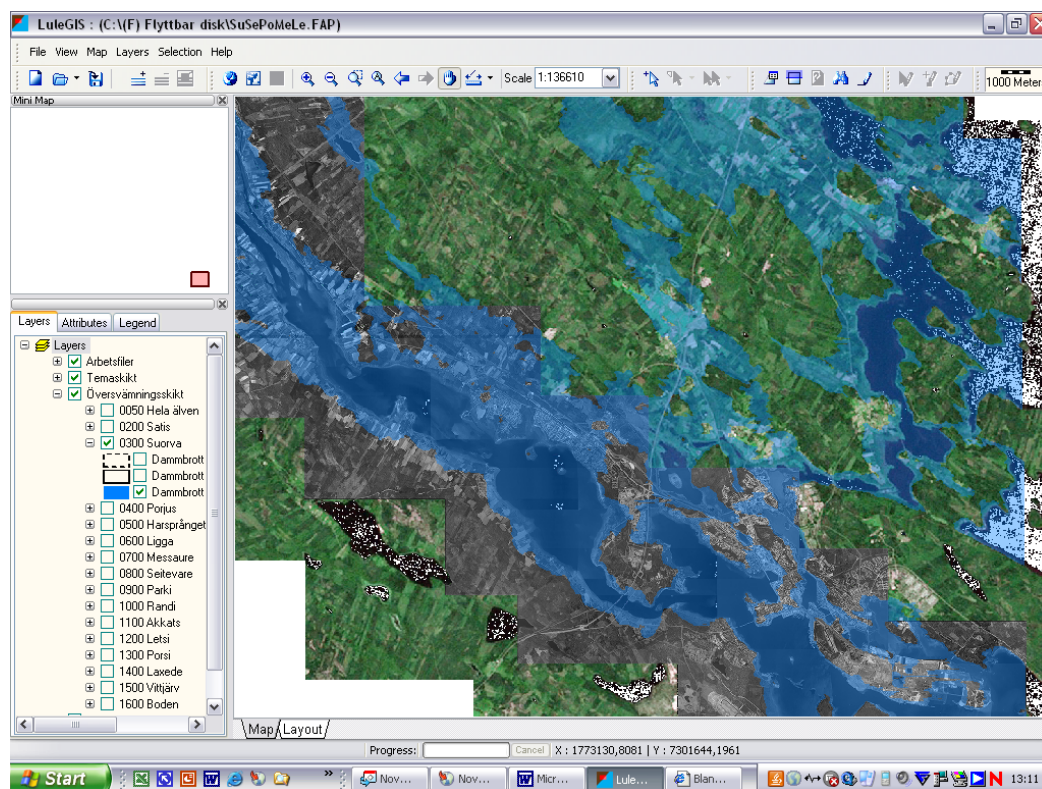 LuleGIS : (C:\(F) Flyttbar disk\SuSePoMeLe.FAP)
File View Map Layers Selection Help
Scale 1:136610
1000 Meter
Mini Map
Layers Attributes Legend
Layers
Arbetsfiler
Temaskikt
Översvämningsskikt
0050 Hela älven
0200 Satis
0300 Suorva
Dammbrott
Dammbrott
Dammbrott
0400 Porjus
0500 Harsprånget
0600 Ligga
0700 Messaure
0800 Seitevare
0900 Parki
1000 Randi
1100 Akkats
1200 Letsi
1300 Porsi
1400 Laxede
1500 Vittjärv
1600 Boden
Map Layout
Progress: Cancel X : 1773130,8081 | Y : 7301644,1961
Start » Nov... Nov... Micr... Lule... Blan... 13:11